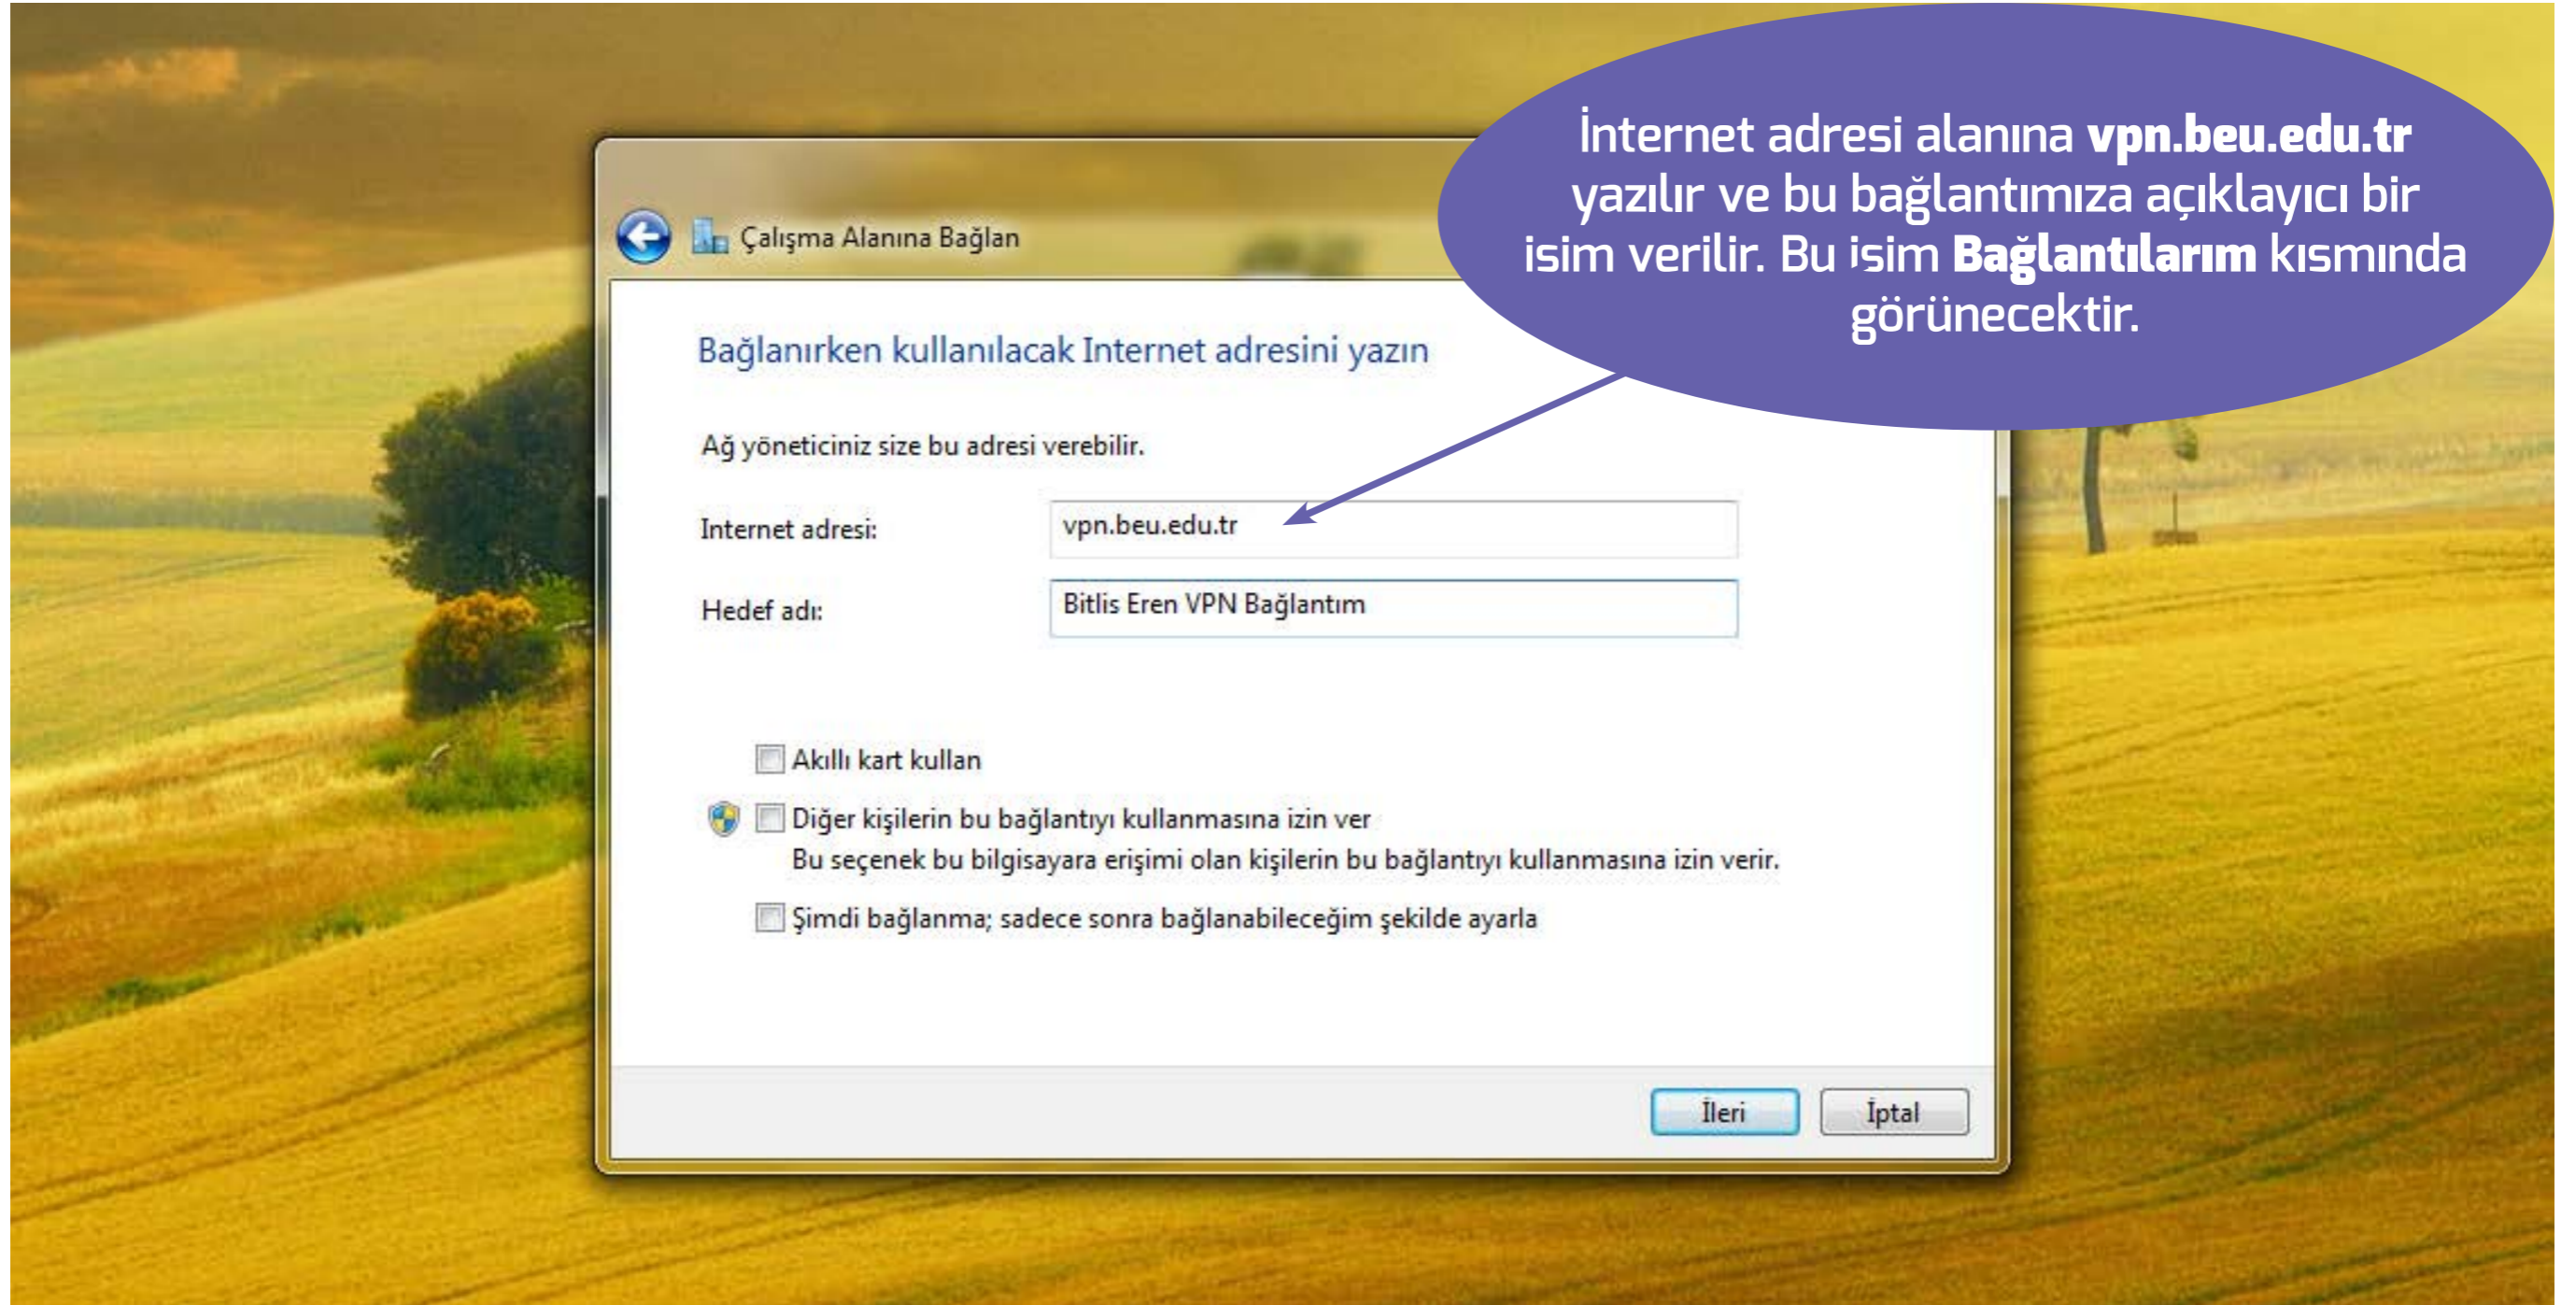 İnternet adresi alanına vpn.beu.edu.tr
yazılır ve bu bağlantımıza açıklayıcı bir
isim verilir. Bu isim Bağlantılarım kısmında
görünecektir.
Çalışma Alanına Bağlan
Bağlanırken kullanılacak Internet adresini yazın
Ağ yöneticiniz size bu adresi verebilir.
Internet adresi: vpn.beu.edu.tr
Hedef adı: Bitlis Eren VPN Bağlantım
Akıllı kart kullan
Diğer kişilerin bu bağlantıyı kullanmasına izin ver
Bu seçenek bu bilgisayara erişimi olan kişilerin bu bağlantıyı kullanmasına izin verir.
Şimdi bağlanma; sadece sonra bağlanabileceğim şekilde ayarla
İleri İptal